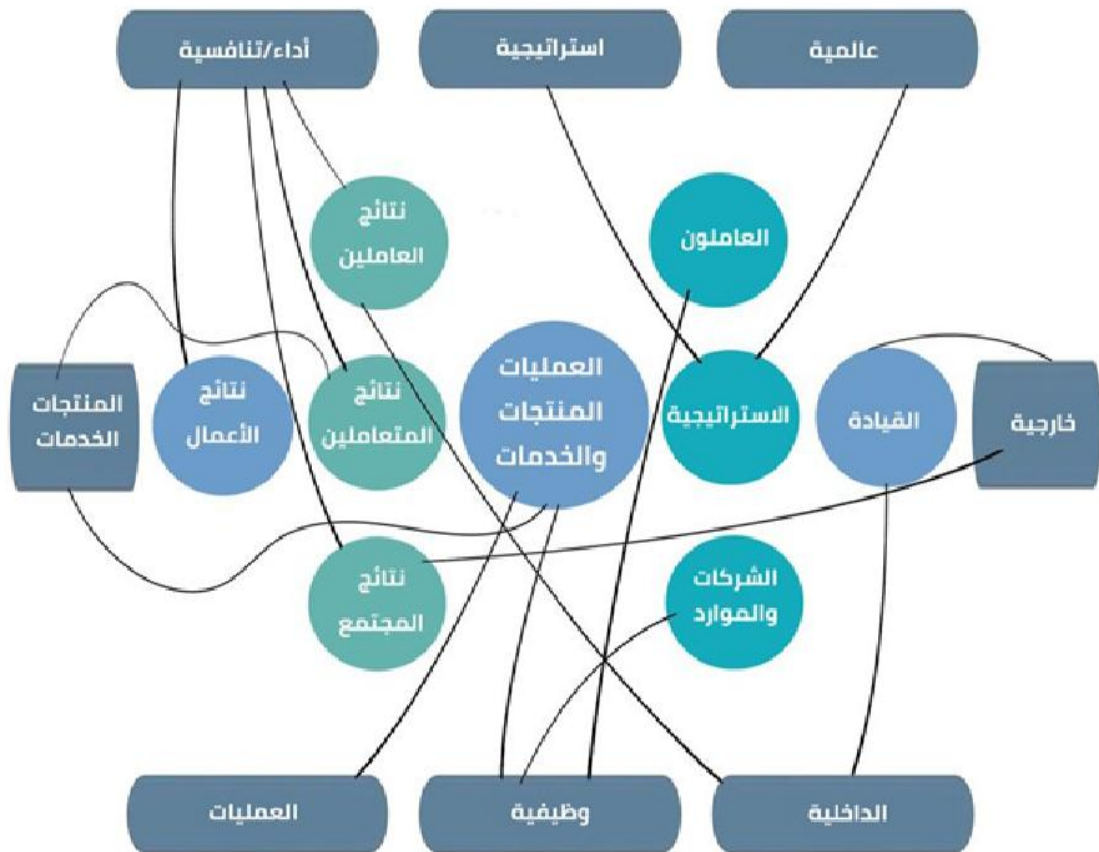 عالمية
استراتيجية
أداء/تنافسية
العاملون
نتائج
العاملين
خارجية
القيادة
الاستراتيجية
العمليات
المنتجات
والخدمات
نتائج
المتعاملين
نتائج
الأعمال
المنتجات
الخدمات
الشركات
والموارد
نتائج
المجتمع
الداخلية
وظيفية
العمليات